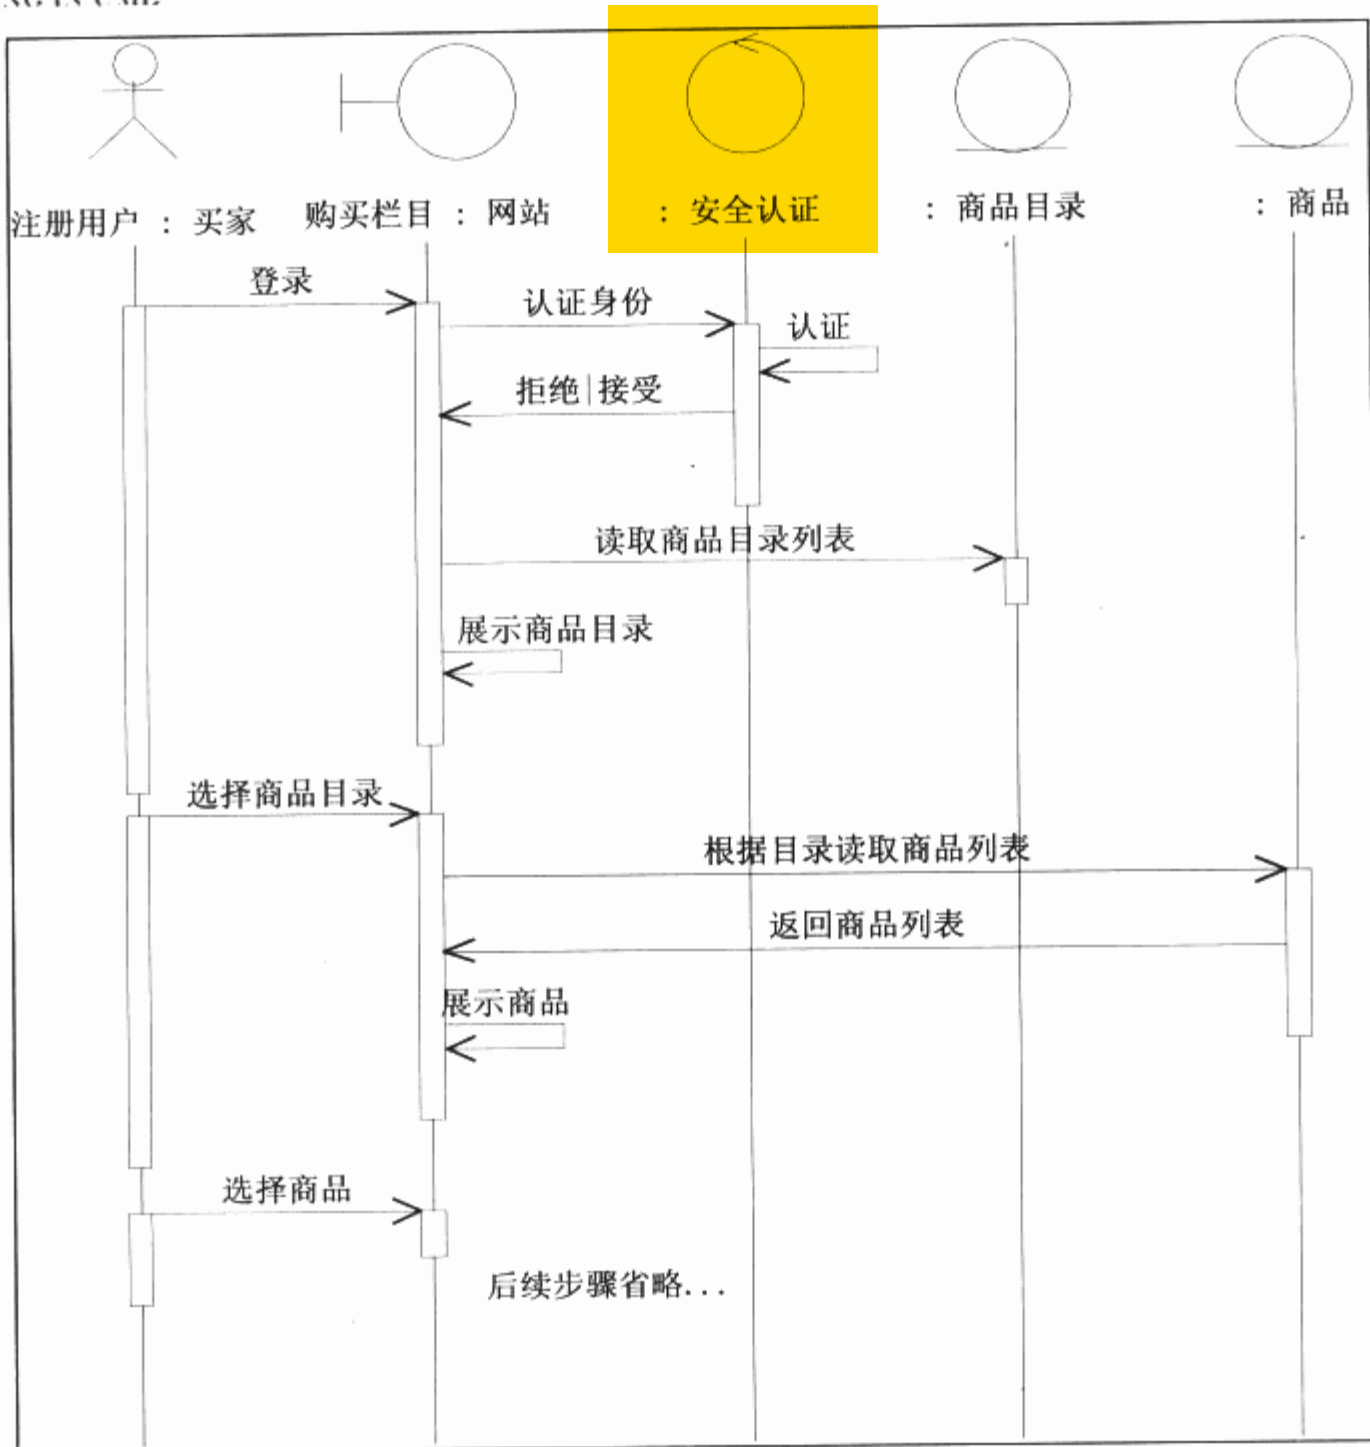 注册用户 : 买家
购买栏目 : 网站
: 安全认证
: 商品目录
: 商品
登录
认证身份
认证
拒绝|接受
读取商品目录列表
展示商品目录
选择商品目录
根据目录读取商品列表
返回商品列表
展示商品
选择商品
后续步骤省略...